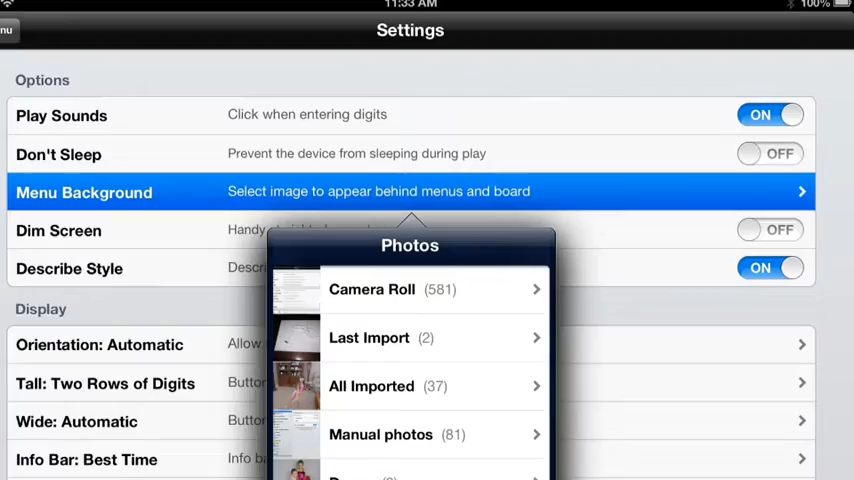 11:33 AM
100%
nu
Settings
Options
Play Sounds Click when entering digits ON
Don't Sleep Prevent the device from sleeping during play OFF
Menu Background Select image to appear behind menus and board
Dim Screen Handy OFF
Describe Style Descri ON
Photos
Camera Roll (581)
Last Import (2)
All Imported (37)
Manual photos (81)
Display
Orientation: Automatic Allow
Tall: Two Rows of Digits Button
Wide: Automatic Butto
Info Bar: Best Time Info b